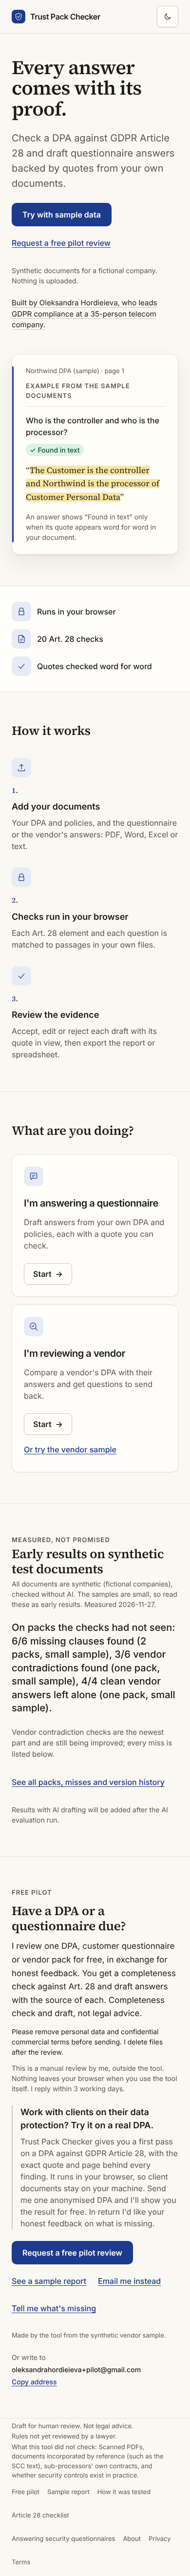 Trust Pack Checker
Every answer
comes with its
proof.
Check a DPA against GDPR Article
28 and draft questionnaire answers
backed by quotes from your own
documents.
Try with sample data
Request a free pilot review
Synthetic documents for a fictional company.
Nothing is uploaded.
Built by Oleksandra Hordieieva, who leads
GDPR compliance at a 35-person telecom
company.
Northwind DPA (sample) · page 1
EXAMPLE FROM THE SAMPLE
DOCUMENTS
Who is the controller and who is the
processor?
✓ Found in text
“The Customer is the controller
and Northwind is the processor of
Customer Personal Data”
An answer shows “Found in text” only
when its quote appears word for word in
your document.
Runs in your browser
20 Art. 28 checks
Quotes checked word for word
How it works
1.
Add your documents
Your DPA and policies, and the questionnaire
or the vendor's answers: PDF, Word, Excel or
text.
2.
Checks run in your browser
Each Art. 28 element and each question is
matched to passages in your own files.
3.
Review the evidence
Accept, edit or reject each draft with its
quote in view, then export the report or
spreadsheet.
What are you doing?
I'm answering a questionnaire
Draft answers from your own DPA and
policies, each with a quote you can
check.
Start →
I'm reviewing a vendor
Compare a vendor's DPA with their
answers and get questions to send
back.
Start →
Or try the vendor sample
MEASURED, NOT PROMISED
Early results on synthetic
test documents
All documents are synthetic (fictional companies),
checked without AI. The samples are small, so read
these as early results. Measured 2026-11-27.
On packs the checks had not seen:
6/6 missing clauses found (2
packs, small sample), 3/6 vendor
contradictions found (one pack,
small sample), 4/4 clean vendor
answers left alone (one pack, small
sample).
Vendor contradiction checks are the newest
part and are still being improved; every miss is
listed below.
See all packs, misses and version history
Results with AI drafting will be added after the AI
evaluation run.
FREE PILOT
Have a DPA or a
questionnaire due?
I review one DPA, customer questionnaire
or vendor pack for free, in exchange for
honest feedback. You get a completeness
check against Art. 28 and draft answers
with the source of each. Completeness
check and draft, not legal advice.
Please remove personal data and confidential
commercial terms before sending. I delete files
after the review.
This is a manual review by me, outside the tool.
Nothing leaves your browser when you use the tool
itself. I reply within 3 working days.
Work with clients on their data
protection? Try it on a real DPA.
Trust Pack Checker gives you a first pass
on a DPA against GDPR Article 28, with the
exact quote and page behind every
finding. It runs in your browser, so client
documents stay on your machine. Send
me one anonymised DPA and I'll show you
the result for free. In return I'd like your
honest feedback on what is missing.
Request a free pilot review
See a sample report Email me instead
Tell me what's missing
Made by the tool from the synthetic vendor sample.
Or write to
oleksandrahordieieva+pilot@gmail.com
Copy address
Draft for human review. Not legal advice.
Rules not yet reviewed by a lawyer.
What this tool did not check: Scanned PDFs,
documents incorporated by reference (such as the
SCC text), sub-processors' own contracts, and
whether security controls exist in practice.
Free pilot Sample report How it was tested
Article 28 checklist
Answering security questionnaires About Privacy
Terms